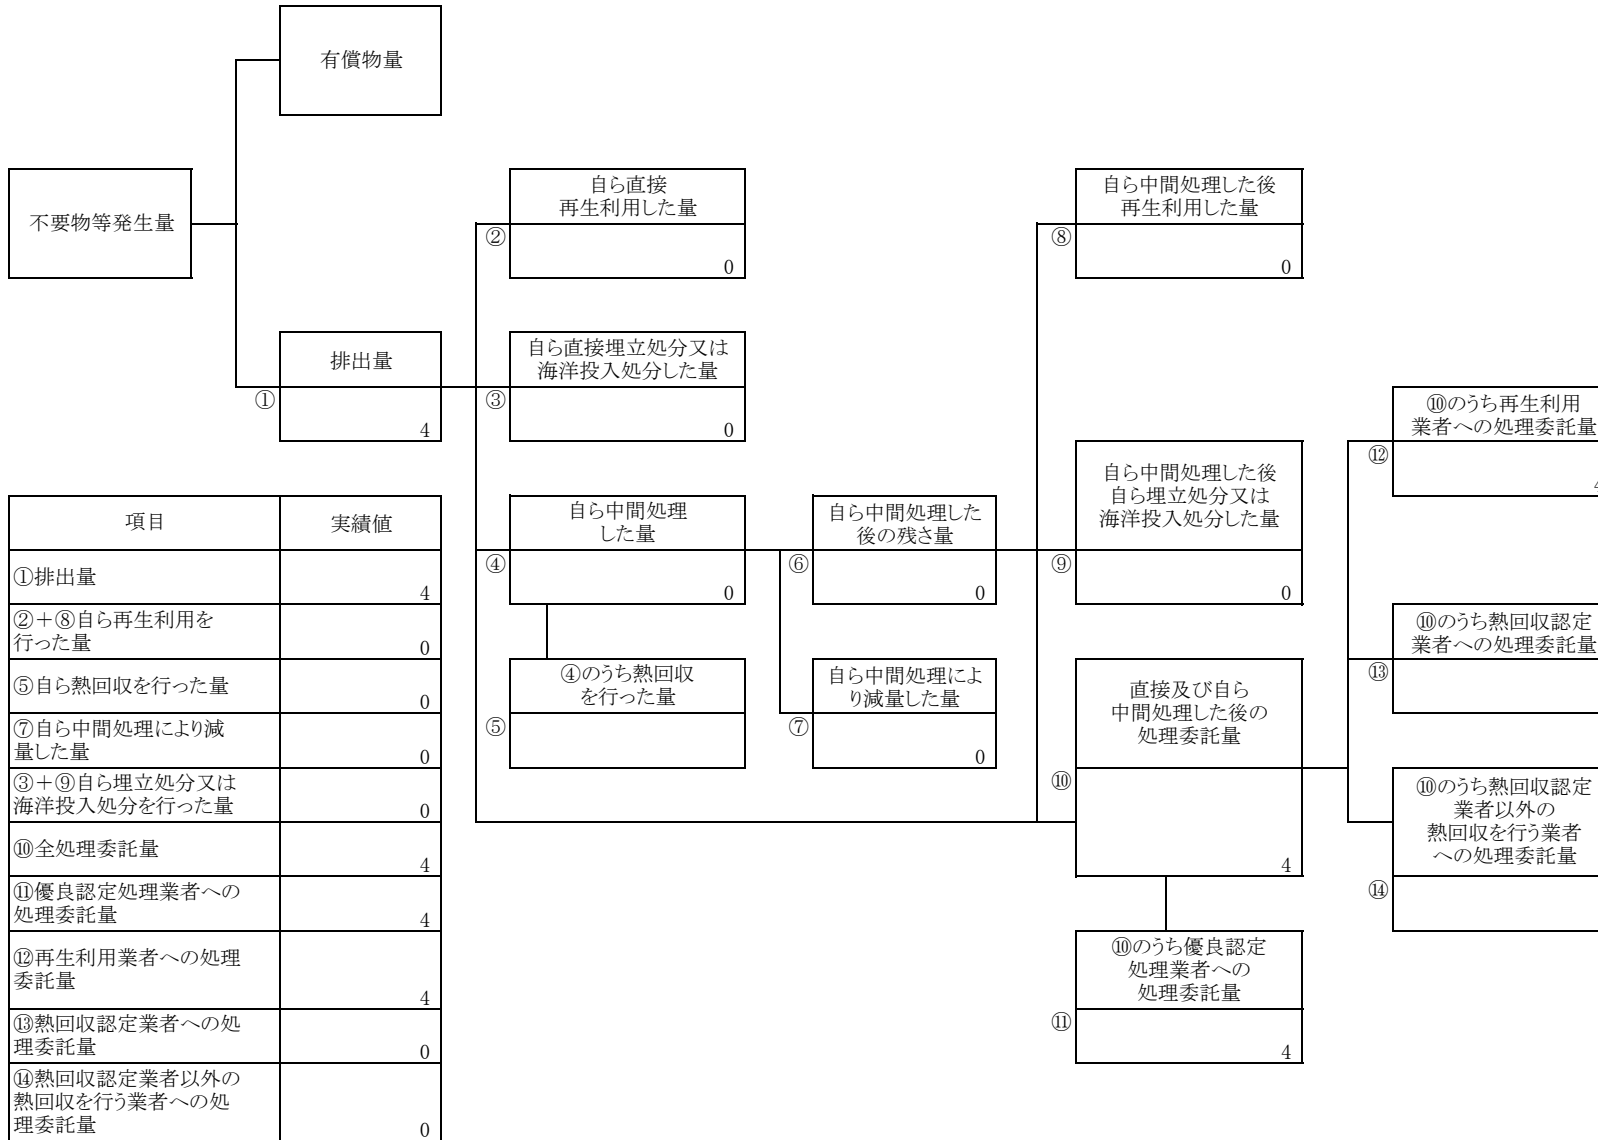 有償物量
不要物等発生量
自ら直接
再生利用した量
②
0
自ら中間処理した後
再生利用した量
⑧
0
排出量
①
4
自ら直接埋立処分又は
海洋投入処分した量
③
0
⑩のうち再生利用
業者への処理委託量
⑫
自ら中間処理
した量
④
0
自ら中間処理した
後の残さ量
⑥
0
自ら中間処理した後
自ら埋立処分又は
海洋投入処分した量
⑨
0
④のうち熱回収
を行った量
⑤
自ら中間処理によ
り減量した量
⑦
0
直接及び自ら
中間処理した後の
処理委託量
⑩
4
⑩のうち熱回収認定
業者への処理委託量
⑬
⑩のうち熱回収認定
業者以外の
熱回収を行う業者
への処理委託量
⑭
⑩のうち優良認定
処理業者への
処理委託量
⑪
4
項目
実績値
①排出量
4
②+⑧自ら再生利用を
行った量
0
⑤自ら熱回収を行った量
0
⑦自ら中間処理により減
量した量
0
③+⑨自ら埋立処分又は
海洋投入処分を行った量
0
⑩全処理委託量
4
⑪優良認定処理業者への
処理委託量
4
⑫再生利用業者への処理
委託量
4
⑬熱回収認定業者への処
理委託量
0
⑭熱回収認定業者以外の
熱回収を行う業者への処
理委託量
0